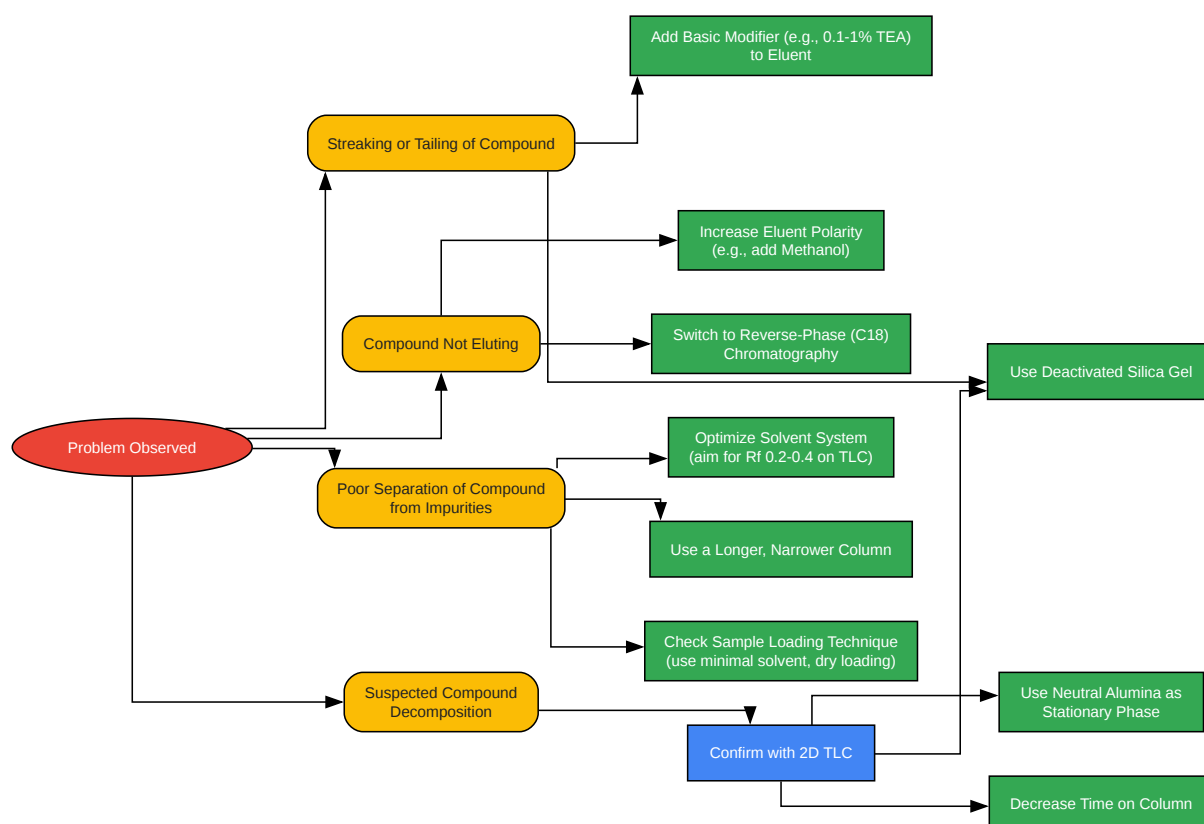 Add Basic Modifier (e.g., 0.1-1% TEA)
to Eluent
Streaking or Tailing of Compound
Increase Eluent Polarity
(e.g., add Methanol)
Compound Not Eluting
Switch to Reverse-Phase (C18)
Chromatography
Use Deactivated Silica Gel
Problem Observed
Optimize Solvent System
(aim for Rf 0.2-0.4 on TLC)
Poor Separation of Compound
from Impurities
Use a Longer, Narrower Column
Check Sample Loading Technique
(use minimal solvent, dry loading)
Suspected Compound
Decomposition
Use Neutral Alumina as
Stationary Phase
Confirm with 2D TLC
Decrease Time on Column